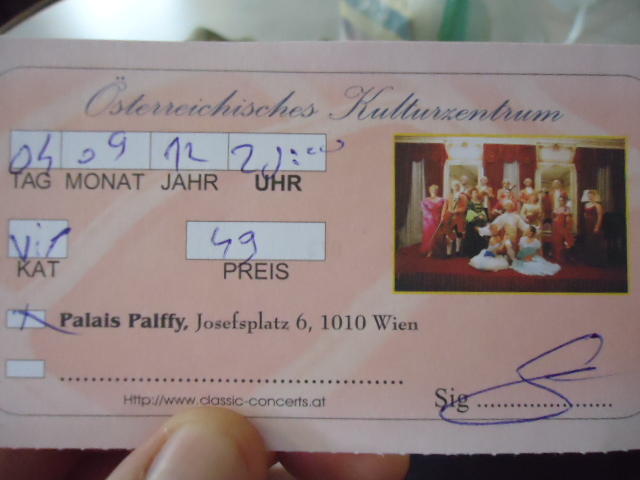 Österreichisches Kulturzentrum
04 09 12 20:00
TAG MONAT JAHR UHR
49
KAT PREIS
Palais Palffy, Josefsplatz 6, 1010 Wien
Sig
Http://www.classic-concerts.at